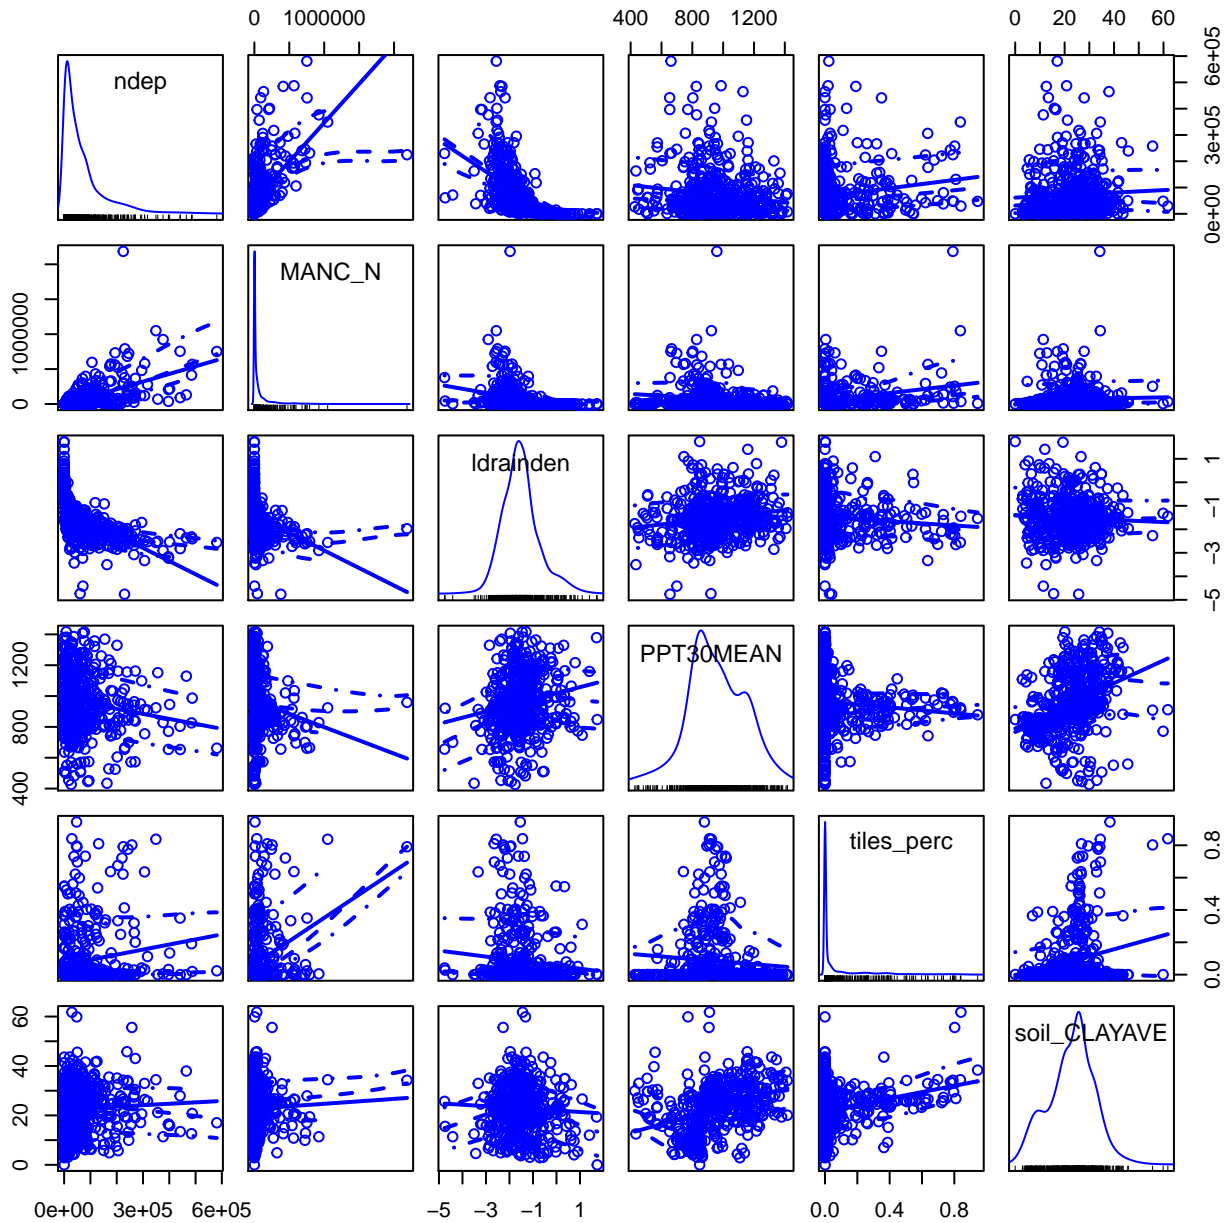 0 1000000 400 800 1200 0 20 40 60
ndep
0e+00 3e+05 6e+05
MANC_N
0 1000000
ldrainden
−5 −3 −1 1
PPT30MEAN
400 800 1200
tiles_perc
0.0 0.4 0.8
soil_CLAYAVE
0 20 40 60
0e+00 3e+05 6e+05 −5 −3 −1 1 0.0 0.4 0.8